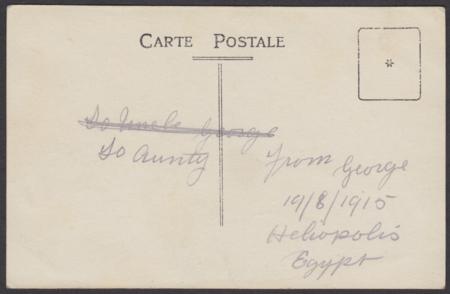 CARTE POSTALE
To Uncle George
To Aunty
From George
19/8/1915
Heliopolis
Egypt